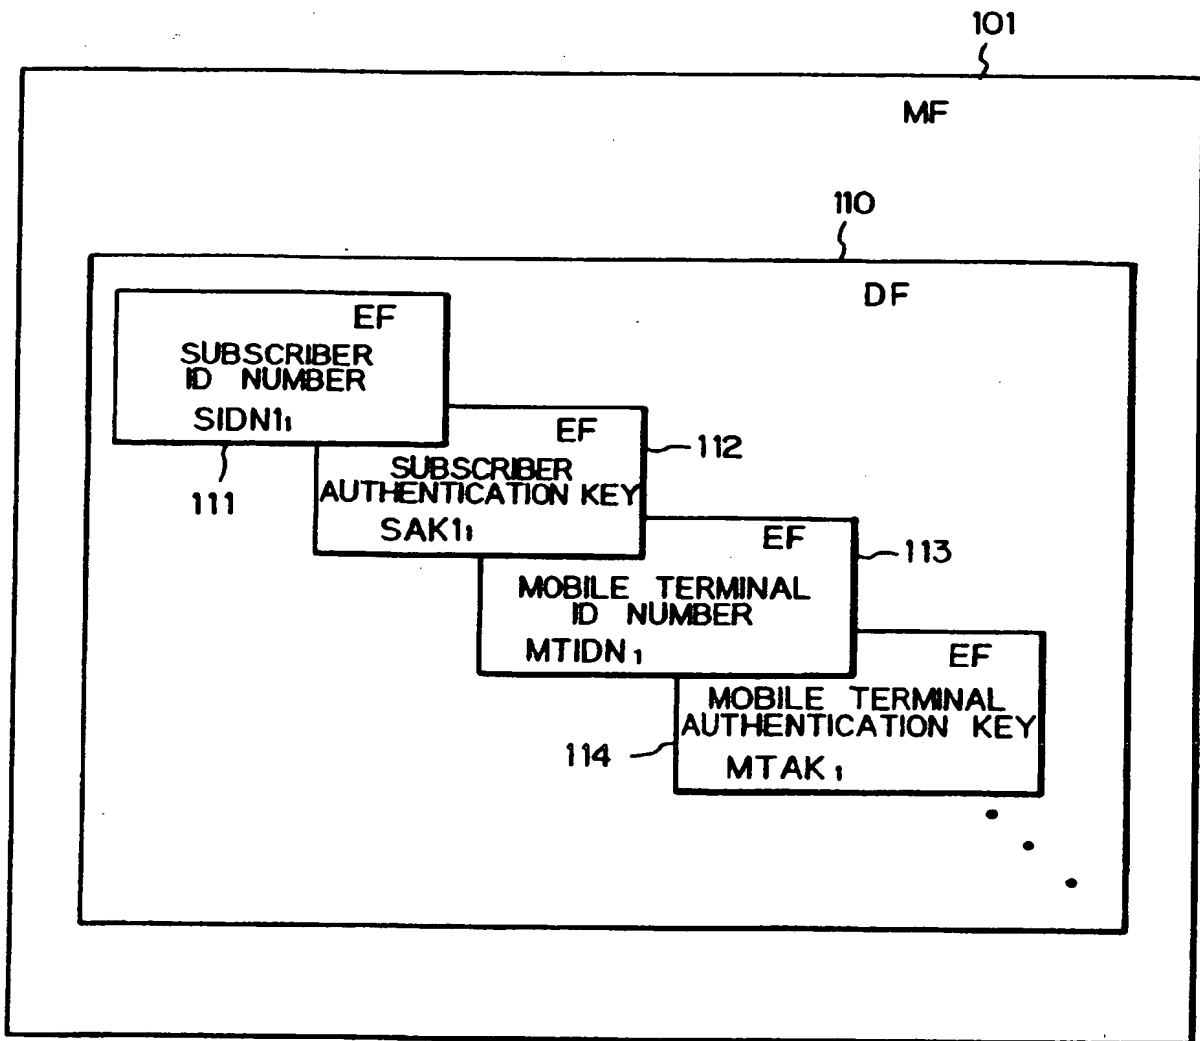 101
MF
110
DF
EF
SUBSCRIBER
ID NUMBER
SIDN1₁
111
EF
112
SUBSCRIBER
AUTHENTICATION KEY
SAK1₁
EF
113
MOBILE TERMINAL
ID NUMBER
MTIDN₁
EF
MOBILE TERMINAL
AUTHENTICATION KEY
114
MTAK₁